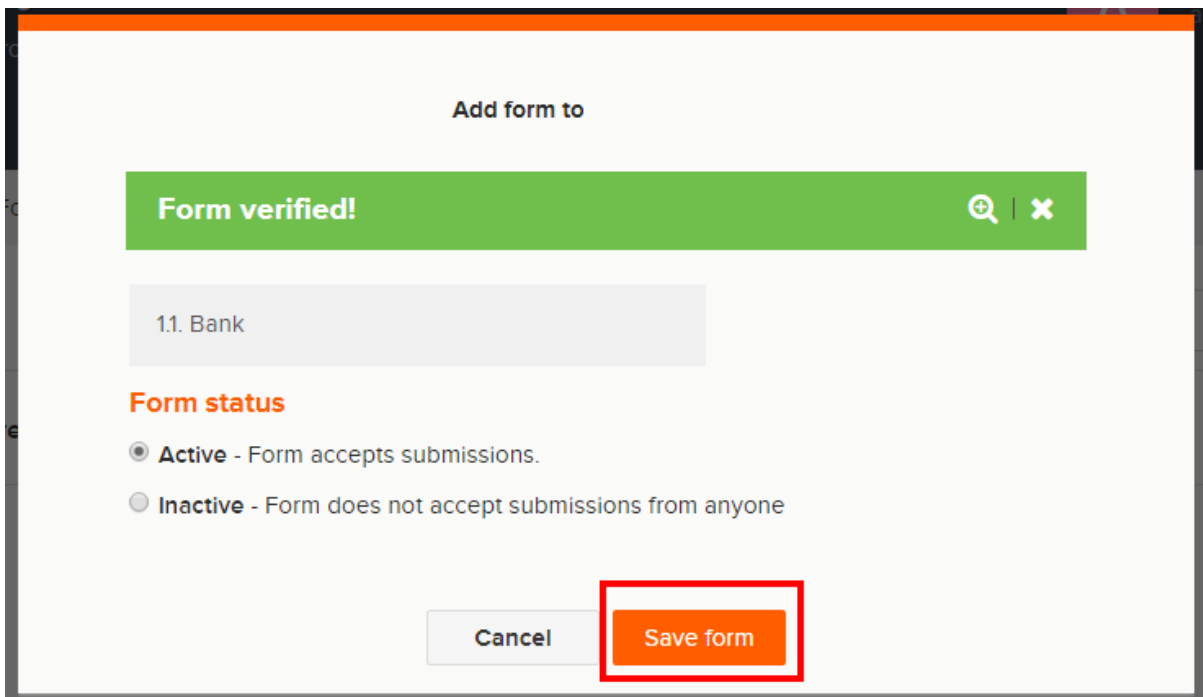 Add form to
Form verified!
1.1. Bank
Form status
Active - Form accepts submissions.
Inactive - Form does not accept submissions from anyone
Cancel
Save form